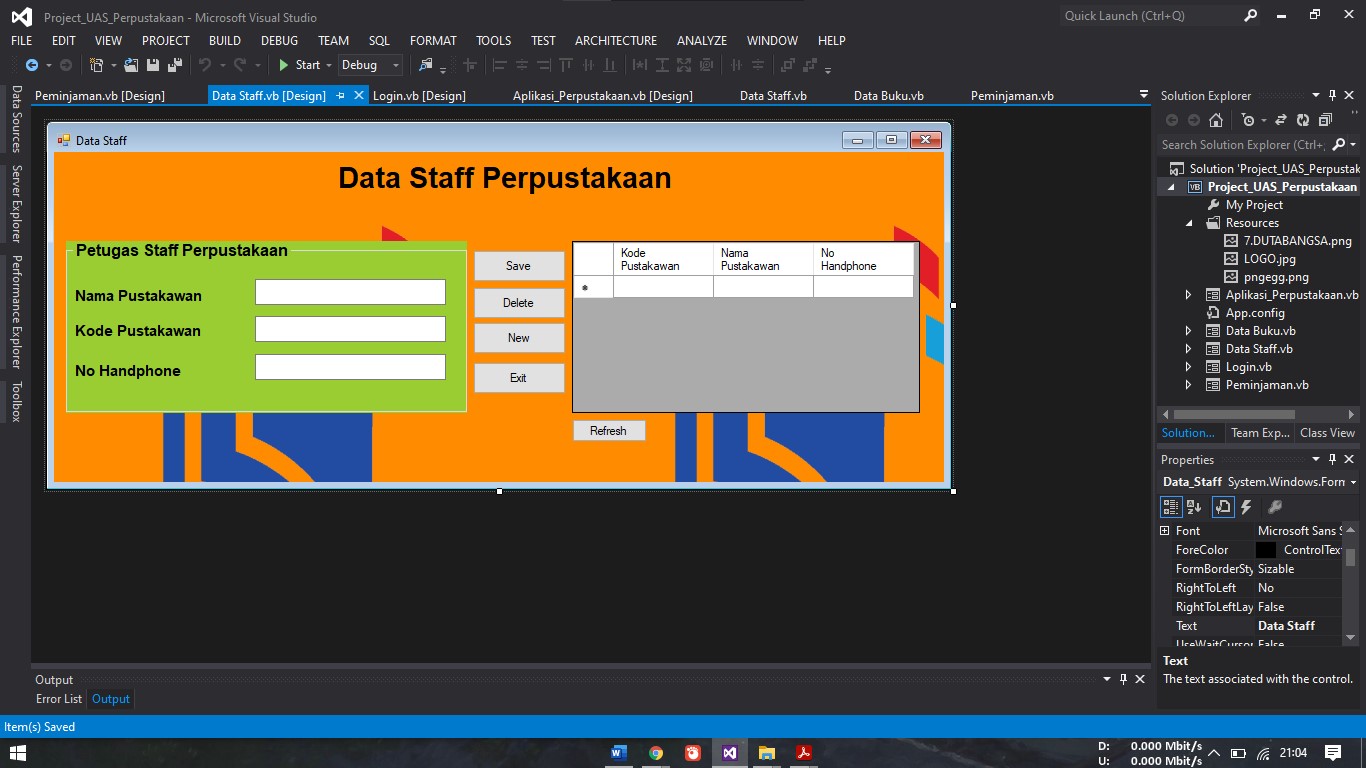 Project_UAS_Perpustakaan - Microsoft Visual Studio
Quick Launch (Ctrl+Q)
FILE EDIT VIEW PROJECT BUILD DEBUG TEAM SQL FORMAT TOOLS TEST ARCHITECTURE ANALYZE WINDOW HELP
Start Debug
Peminjaman.vb [Design] Data Staff.vb [Design] Login.vb [Design] Aplikasi_Perpustakaan.vb [Design] Data Staff.vb Data Buku.vb Peminjaman.vb
Data Sources
Server Explorer
Performance Explorer
Toolbox
Data Staff
Data Staff Perpustakaan
Petugas Staff Perpustakaan
Nama Pustakawan
Kode Pustakawan
No Handphone
Save
Delete
New
Exit
Kode Pustakawan
Nama Pustakawan
No Handphone
*
Refresh
Solution Explorer
Search Solution Explorer (Ctrl+;
Solution 'Project_UAS_Perpustak
Project_UAS_Perpustakaan
My Project
Resources
7.DUTABANGSA.png
LOGO.jpg
pngegg.png
Aplikasi_Perpustakaan.vb
App.config
Data Buku.vb
Data Staff.vb
Login.vb
Peminjaman.vb
Solution... Team Exp... Class View
Properties
Data_Staff System.Windows.Form
Font Microsoft Sans S
ForeColor ControlText
FormBorderSty Sizable
RightToLeft No
RightToLeftLay False
Text Data Staff
UseWaitCursor False
Text
The text associated with the control.
Output
Error List Output
Item(s) Saved
D: 0.000 Mbit/s
U: 0.000 Mbit/s
21:04